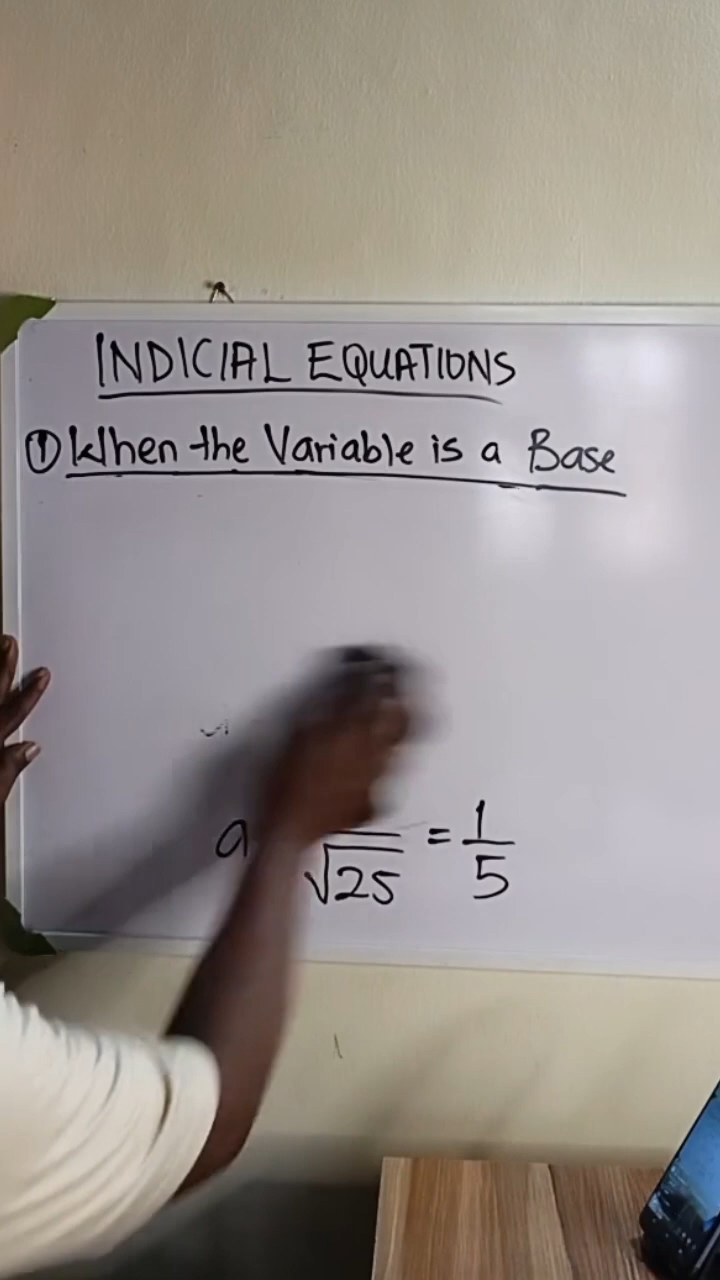 INDICIAL EQUATIONS
① When the Variable is a Base
a √25 = 1/5